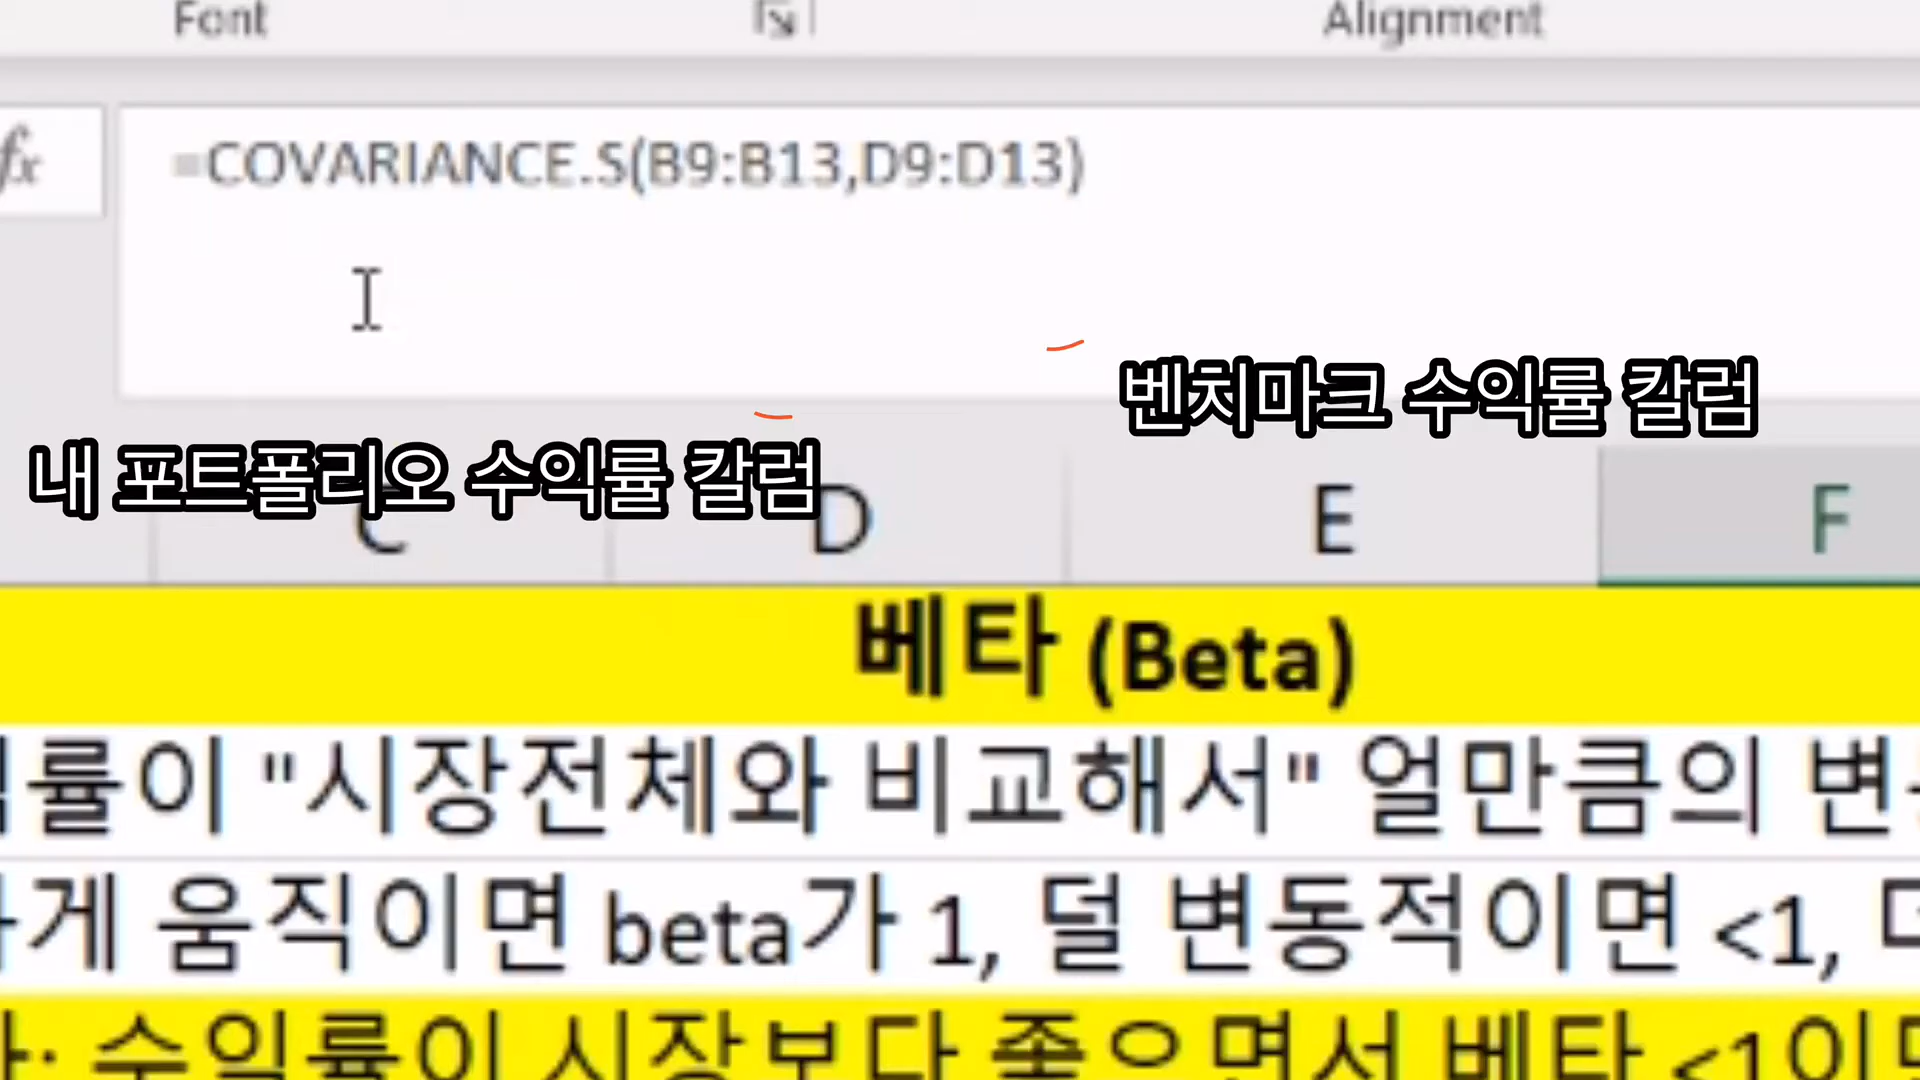 Font Alignment
fx =COVARIANCE.S(B9:B13,D9:D13)
벤치마크 수익률 칼럼
내 포트폴리오 수익률 칼럼
C D E F
베타 (Beta)
률이 "시장전체와 비교해서" 얼만큼의
게 움직이면 beta가 1, 덜 변동적이면 <1,
수익률이 시장보다 좋으면서 베타 <1이